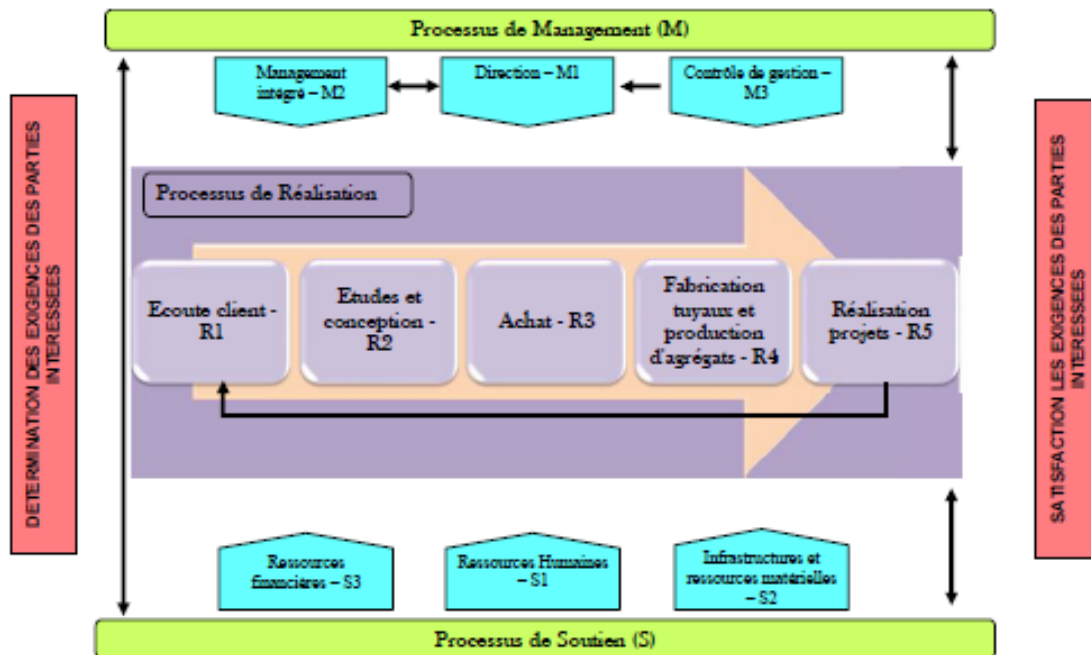 Processus de Management (M)
Management
intégré – M2
Direction – M1
Contrôle de gestion –
M3
DETERMINATION DES EXIGENCES DES PARTIES
INTERESSEES
Processus de Réalisation
Ecoute client -
R1
Etudes et
conception -
R2
Achat - R3
Fabrication
tuyaux et
production
d'agrégats - R4
Réalisation
projets - R5
SATISFACTION LES EXIGENCES DES PARTIES
INTERESSEES
Ressources
financières – S3
Ressources Humaines
– S1
Infrastructures et
ressources matérielles
– S2
Processus de Soutien (S)